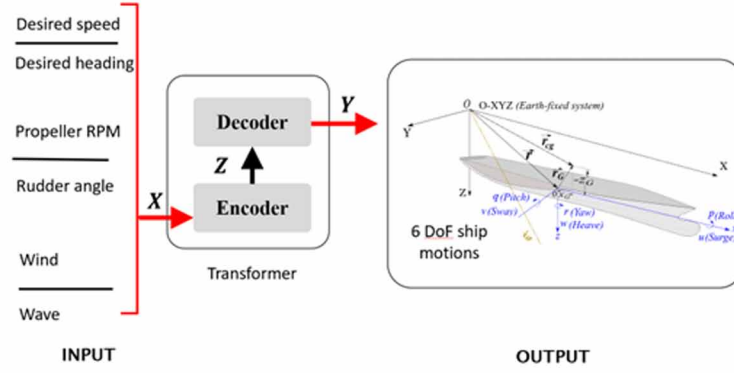 Desired speed
Desired heading
Propeller RPM
Rudder angle
Wind
Wave
INPUT
X
Decoder
Z
Encoder
Transformer
Y
O O-XYZ (Earth-fixed system)
Y
X
Z
q(Pitch)
v(Sway)
r(Yaw)
w(Heave)
p(Roll
u(Surge)
6 DoF ship
motions
OUTPUT